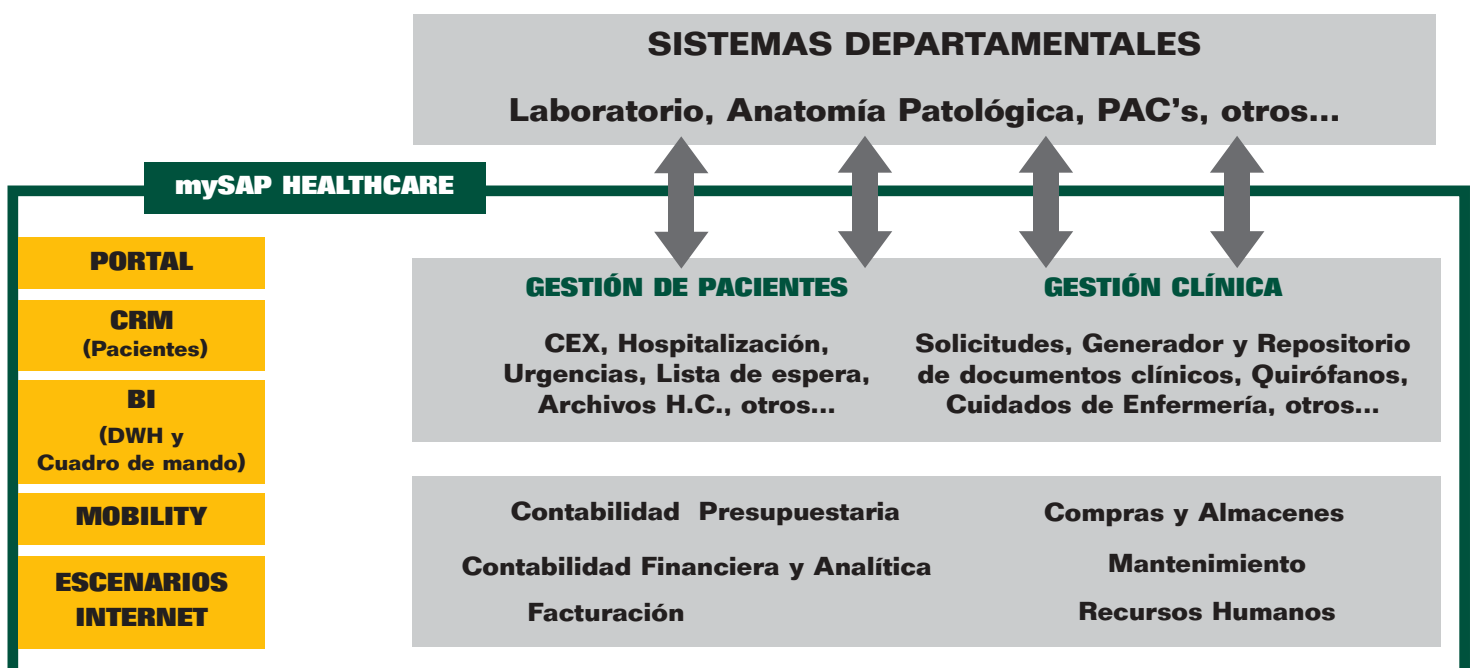 SISTEMAS DEPARTAMENTALES
Laboratorio, Anatomía Patológica, PAC’s, otros...
mySAP HEALTHCARE
PORTAL
CRM
(Pacientes)
BI
(DWH y
Cuadro de mando)
MOBILITY
ESCENARIOS
INTERNET
GESTIÓN DE PACIENTES
CEX, Hospitalización,
Urgencias, Lista de espera,
Archivos H.C., otros...
GESTIÓN CLÍNICA
Solicitudes, Generador y Repositorio
de documentos clínicos, Quirófanos,
Cuidados de Enfermería, otros...
Contabilidad Presupuestaria
Contabilidad Financiera y Analítica
Facturación
Compras y Almacenes
Mantenimiento
Recursos Humanos